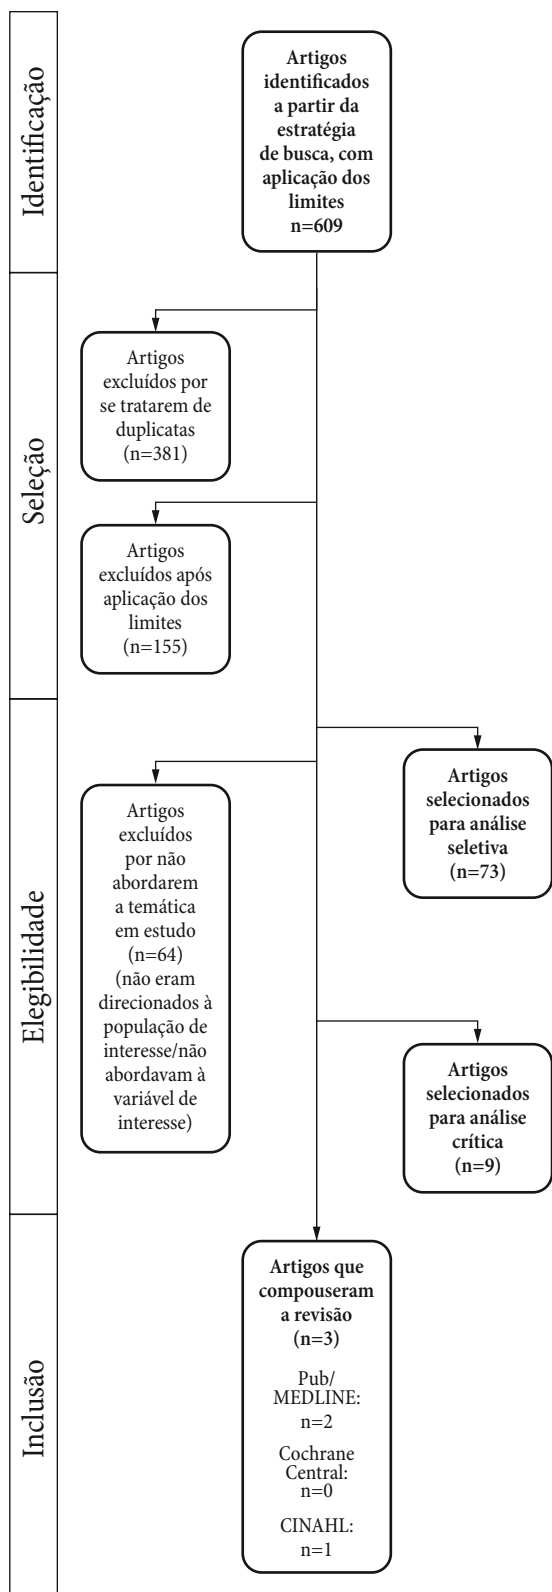 Identificação
Artigos
identificados
a partir da
estratégia
de busca, com
aplicação dos
limites
n=609
Seleção
Artigos
excluídos por
se tratarem de
duplicatas
(n=381)
Artigos
excluídos após
aplicação dos
limites
(n=155)
Elegibilidade
Artigos
selecionados
para análise
seletiva
(n=73)
Artigos
excluídos
por não
abordarem
a temática
em estudo
(n=64)
(não eram
direcionados à
população de
interesse/não
abordavam à
variável de
interesse)
Artigos
selecionados
para análise
crítica
(n=9)
Inclusão
Artigos que
compouseram
a revisão
(n=3)
Pub/
MEDLINE:
n=2
Cochrane
Central:
n=0
CINAHL:
n=1